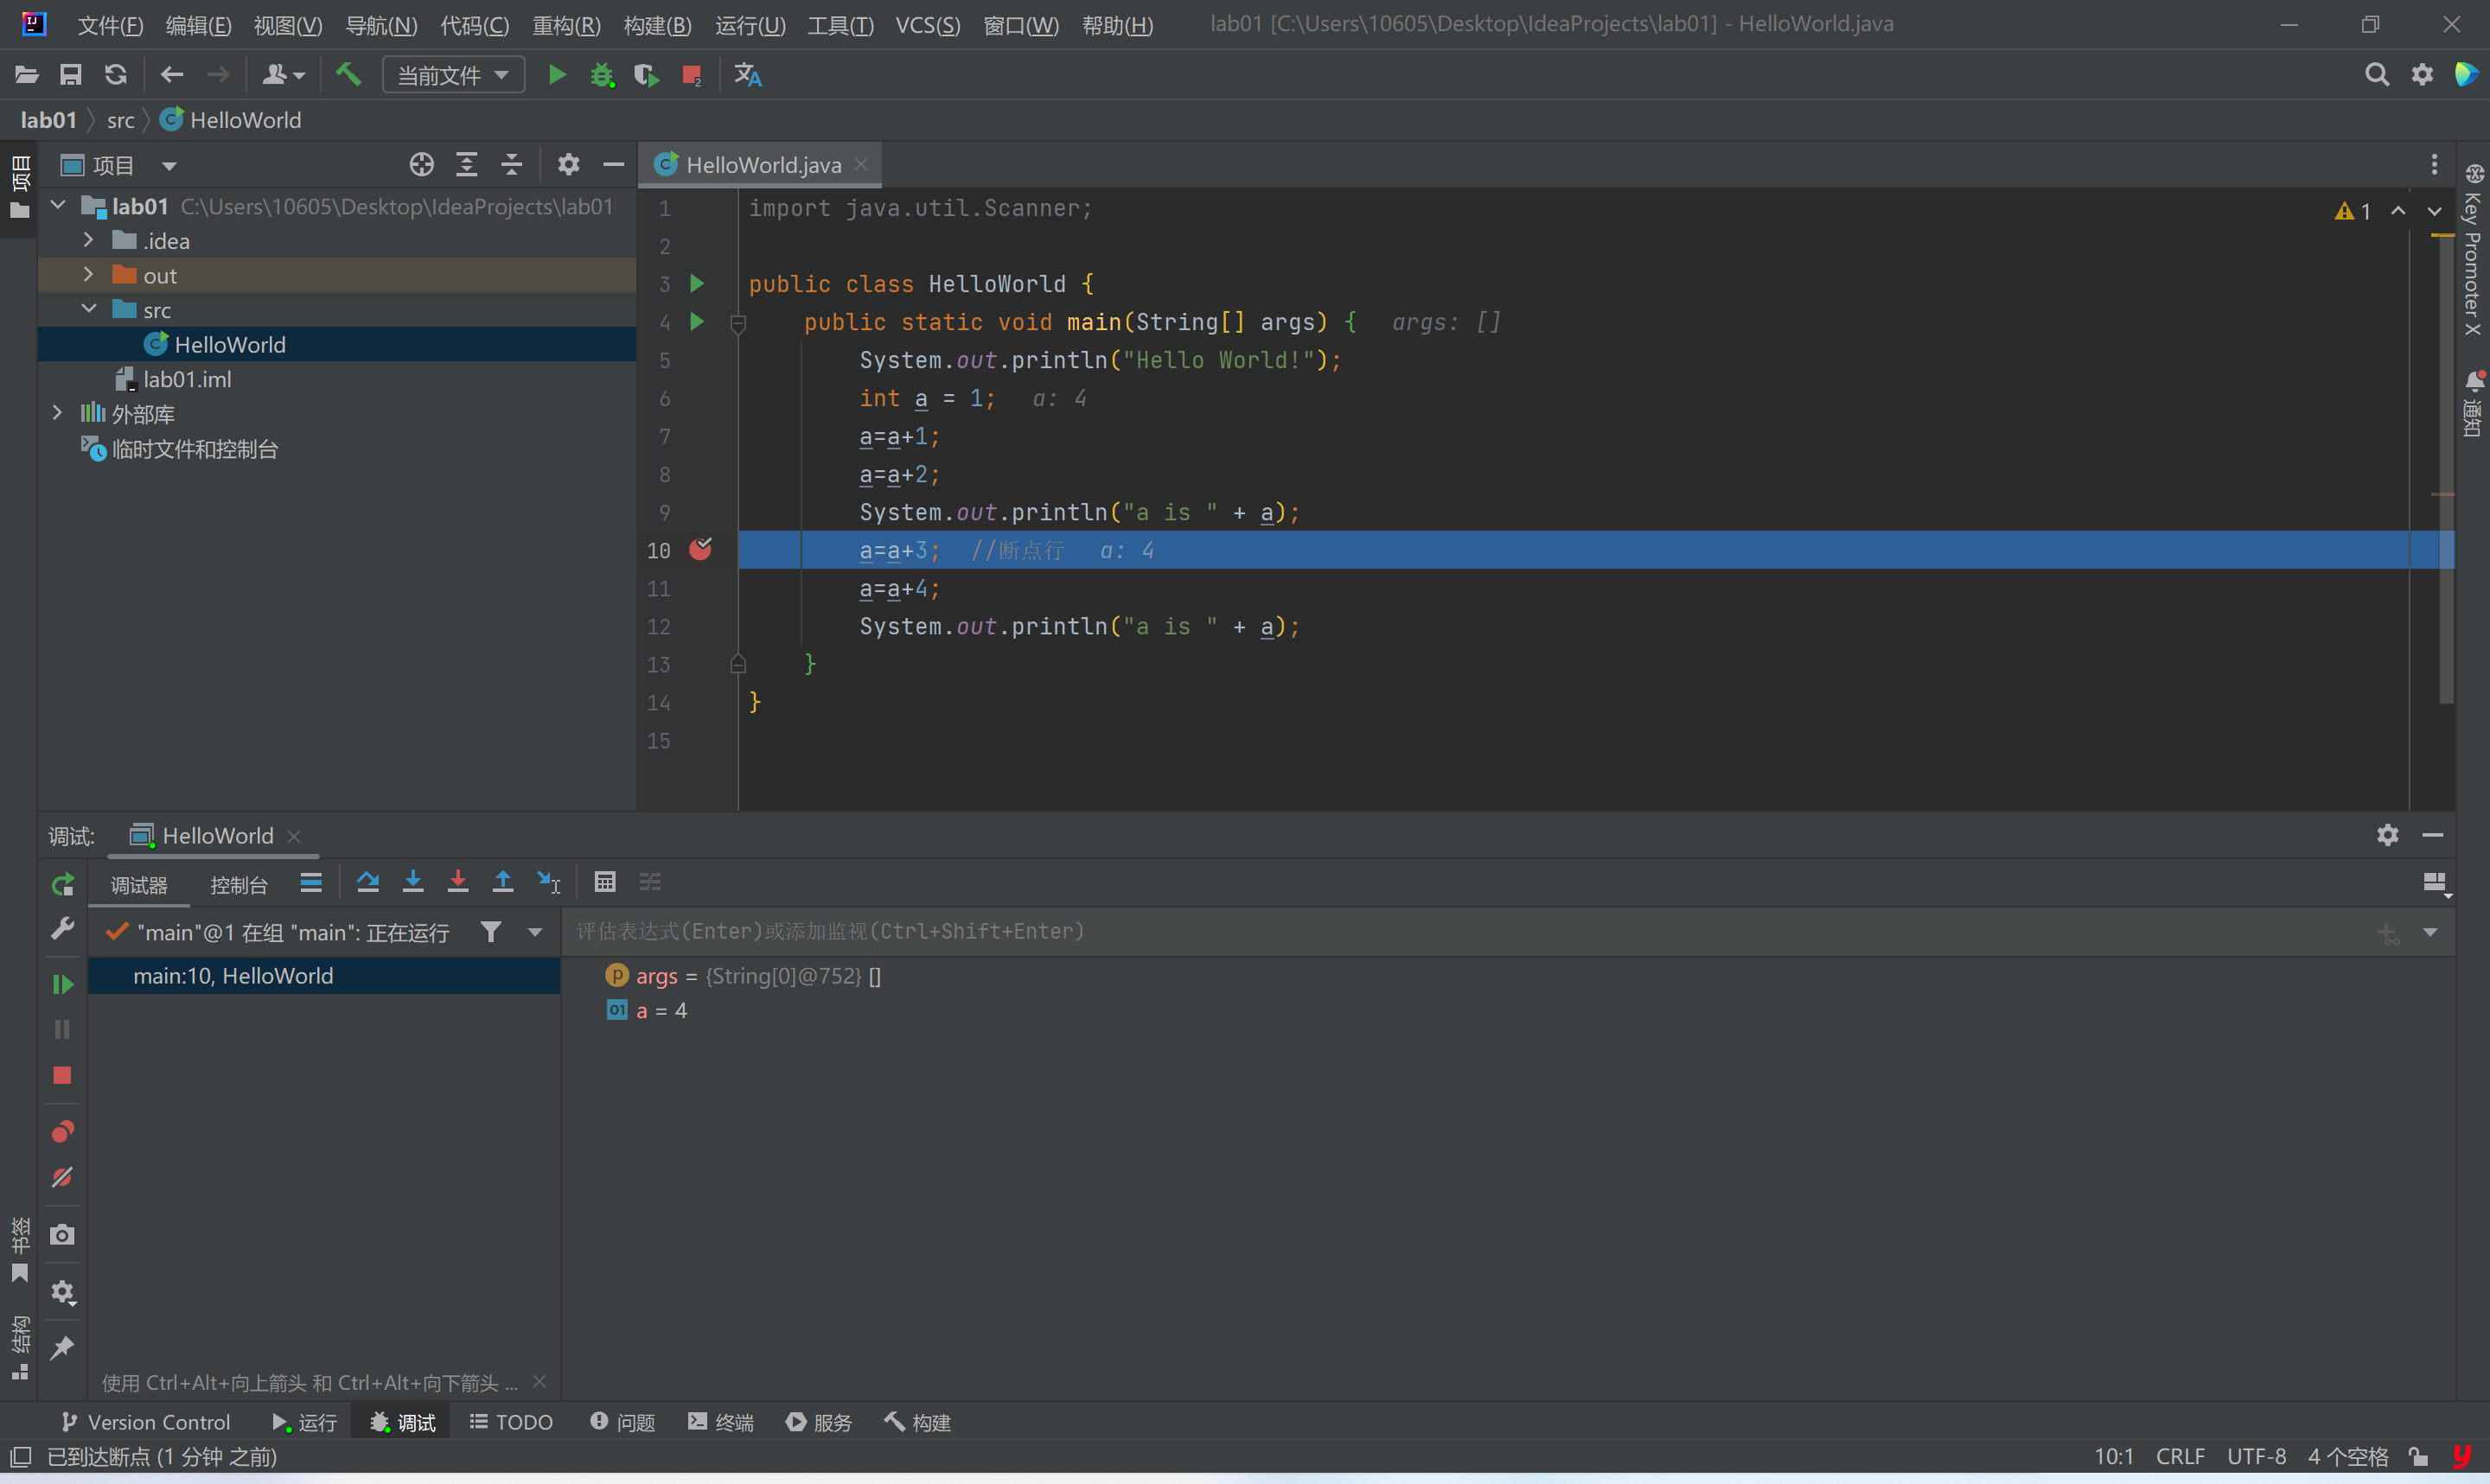 文件(F) 编辑(E) 视图(V) 导航(N) 代码(C) 重构(R) 构建(B) 运行(U) 工具(T) VCS(S) 窗口(W) 帮助(H) lab01 [C:\Users\10605\Desktop\IdeaProjects\lab01] - HelloWorld.java
当前文件
lab01 src HelloWorld
项目
项目
lab01 C:\Users\10605\Desktop\IdeaProjects\lab01
.idea
out
src
HelloWorld
lab01.iml
外部库
临时文件和控制台
HelloWorld.java
1 import java.util.Scanner;
2
3 public class HelloWorld {
4 public static void main(String[] args) { args: []
5 System.out.println("Hello World!");
6 int a = 1; a: 4
7 a=a+1;
8 a=a+2;
9 System.out.println("a is " + a);
10 a=a+3; //断点行 a: 4
11 a=a+4;
12 System.out.println("a is " + a);
13 }
14 }
15
1
Key Promoter X
通知
调试: HelloWorld
调试器 控制台
"main"@1 在组 "main": 正在运行
评估表达式(Enter)或添加监视(Ctrl+Shift+Enter)
main:10, HelloWorld
args = {String[0]@752} []
a = 4
书签
结构
使用 Ctrl+Alt+向上箭头 和 Ctrl+Alt+向下箭头 ...
Version Control 运行 调试 TODO 问题 终端 服务 构建
已到达断点 (1 分钟 之前)
10:1 CRLF UTF-8 4 个空格